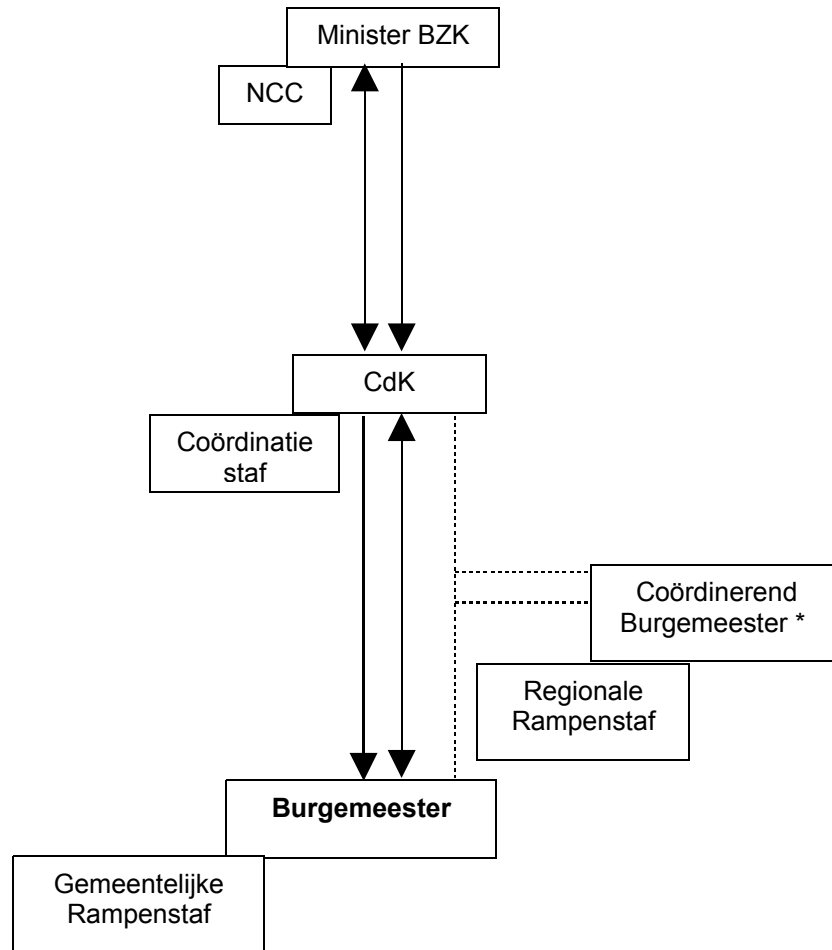 Minister BZK
NCC
CdK
Coördinatie
staf
Coördinerend
Burgemeester *
Regionale
Rampenstaf
Burgemeester
Gemeentelijke
Rampenstaf